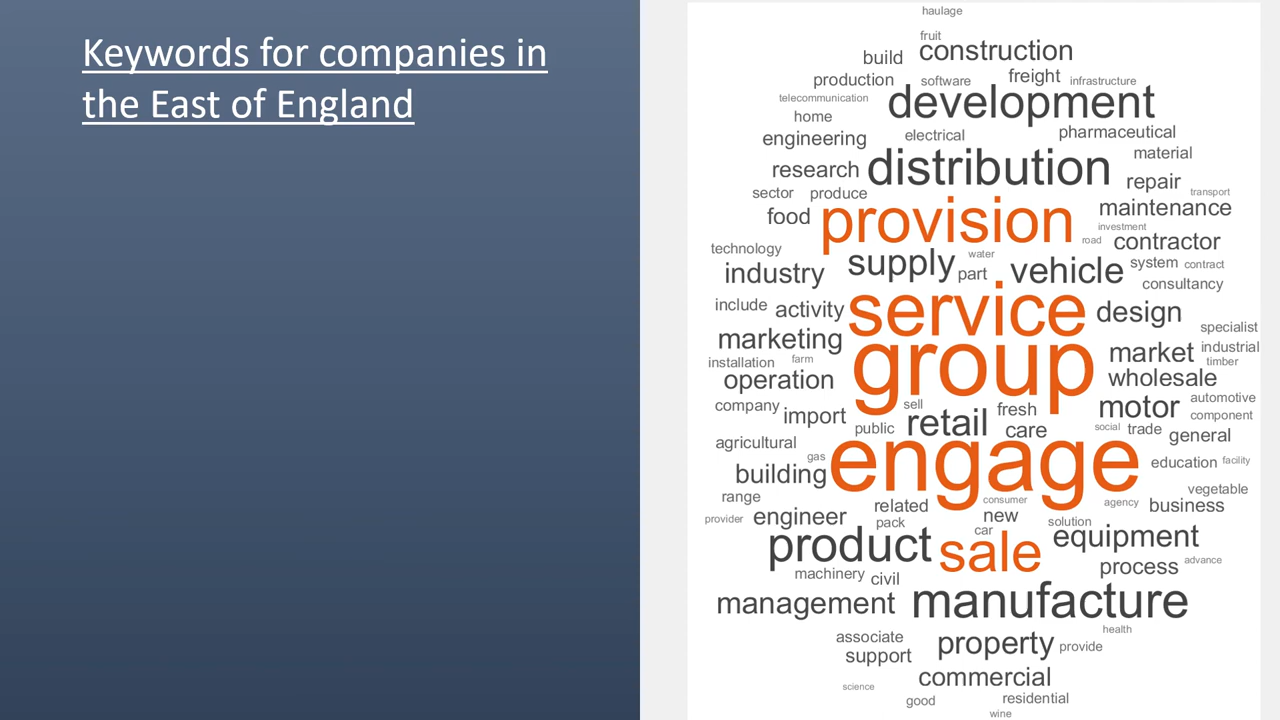 Keywords for companies in
the East of England
haulage
fruit
build construction
production software freight infrastructure
telecommunication development
home
engineering electrical pharmaceutical
research distribution material
repair
sector produce transport
food provision maintenance
investment
technology road contractor
industry supply water part vehicle system contract
consultancy
include activity service design
marketing specialist
installation farm group market industrial
timber
operation wholesale
company import sell retail fresh motor automotive
component
public care social trade general
agricultural
building gas engage education facility
range vegetable
related consumer agency business
provider engineer pack new solution
product car sale equipment
process advance
machinery civil
management manufacture
health
associate property provide
support
commercial
science
good residential
wine